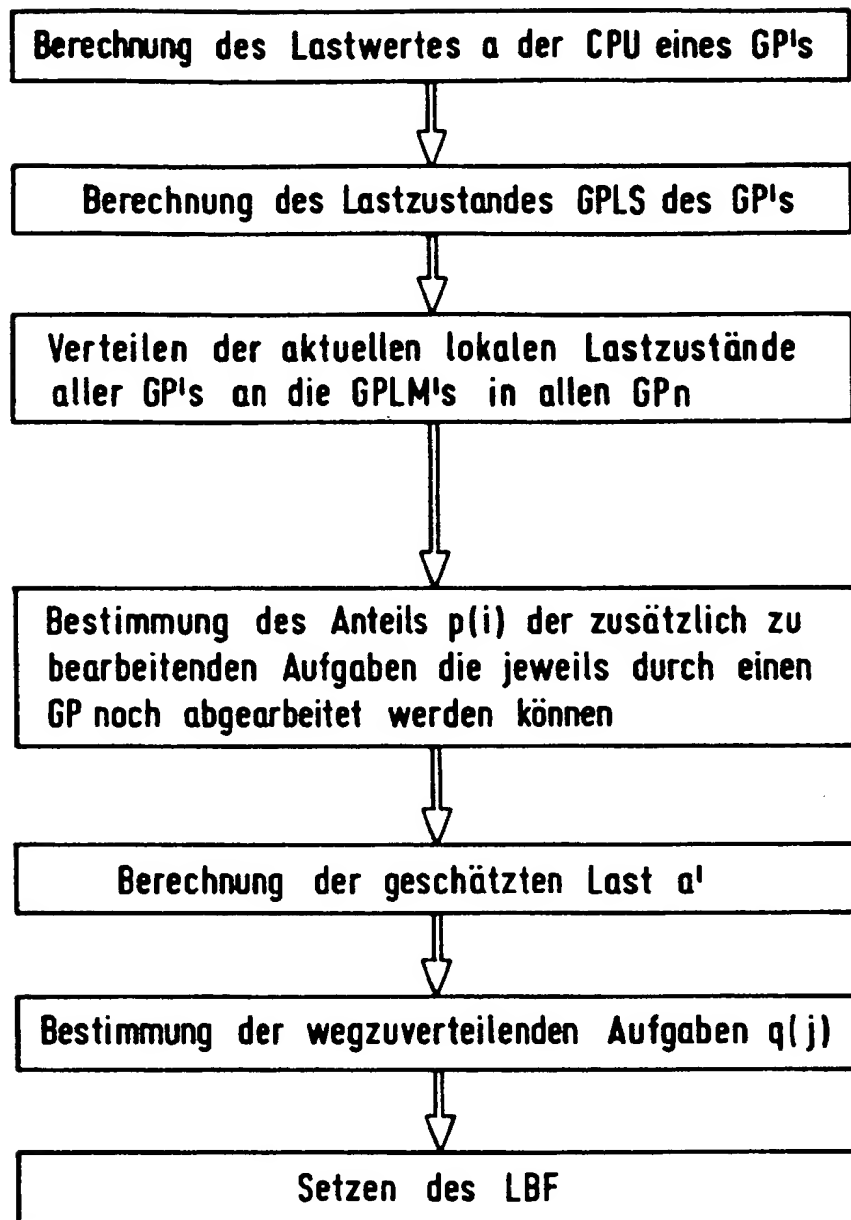 Berechnung des Lastwertes a der CPU eines GP's
Berechnung des Lastzustandes GPLS des GP's
Verteilen der aktuellen lokalen Lastzustände
aller GP's an die GPLM's in allen GPn
Bestimmung des Anteils p(i) der zusätzlich zu
bearbeitenden Aufgaben die jeweils durch einen
GP noch abgearbeitet werden können
Berechnung der geschätzten Last a'
Bestimmung der wegzuverteilenden Aufgaben q(j)
Setzen des LBF